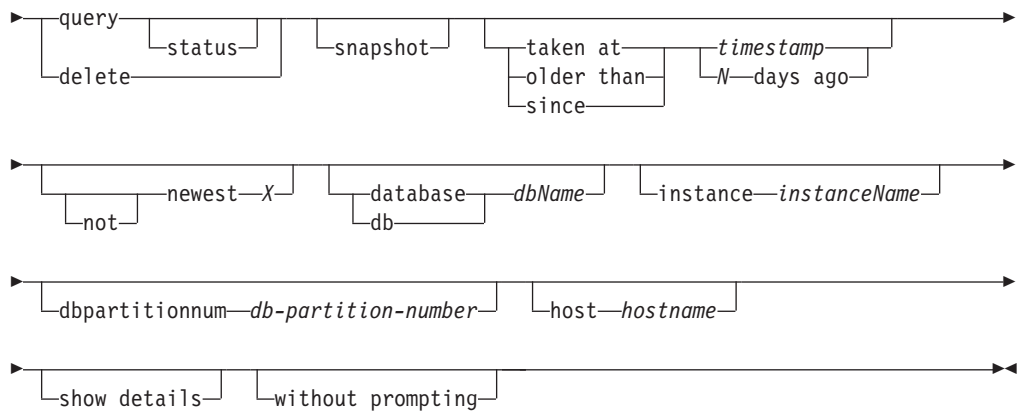 query status snapshot taken at timestamp
delete older than N days ago
since
newest X database dbName instance instanceName
not db
dbpartitionnum db-partition-number host hostname
show details without prompting